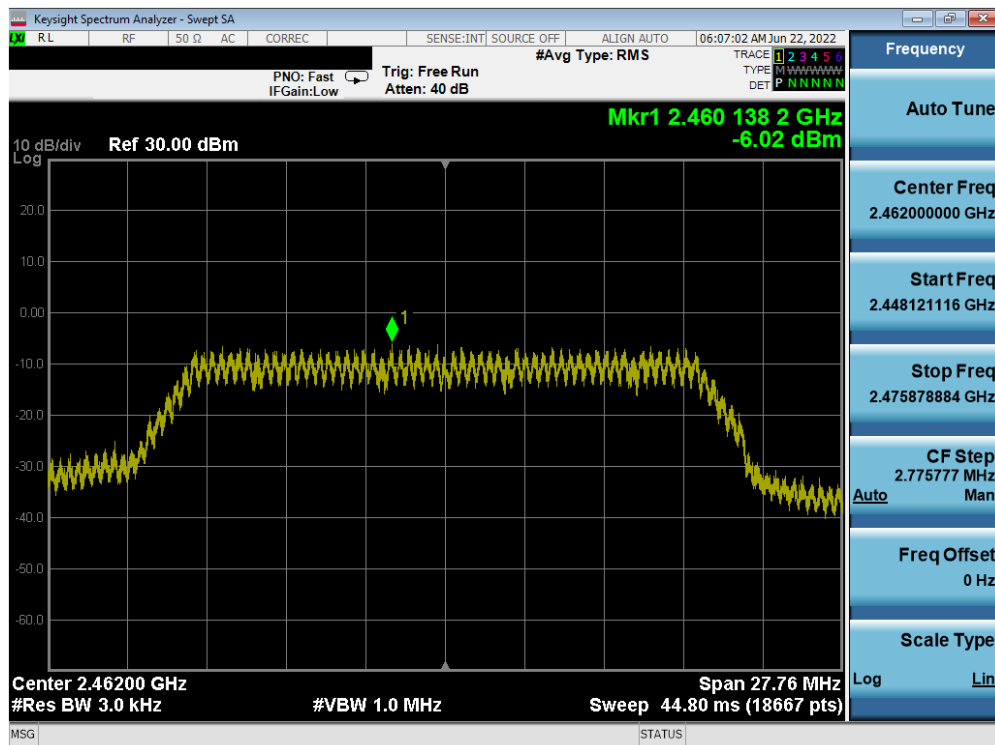 Keysight Spectrum Analyzer - Swept SA
LXI RL RF 50 Ω AC CORREC SENSE:INT SOURCE OFF ALIGN AUTO 06:07:02 AM Jun 22, 2022
#Avg Type: RMS TRACE 1 2 3 4 5 6
PNO: Fast Trig: Free Run TYPE M WWWWW
IFGain:Low Atten: 40 dB DET P N N N N N
Mkr1 2.460 138 2 GHz
10 dB/div Ref 30.00 dBm -6.02 dBm
Log
20.0
10.0
0.00
1
-10.0
-20.0
-30.0
-40.0
-50.0
-60.0
Center 2.46200 GHz Span 27.76 MHz
#Res BW 3.0 kHz #VBW 1.0 MHz Sweep 44.80 ms (18667 pts)
MSG STATUS
Frequency
Auto Tune
Center Freq
2.462000000 GHz
Start Freq
2.448121116 GHz
Stop Freq
2.475878884 GHz
CF Step
2.775777 MHz
Auto Man
Freq Offset
0 Hz
Scale Type
Log Lin